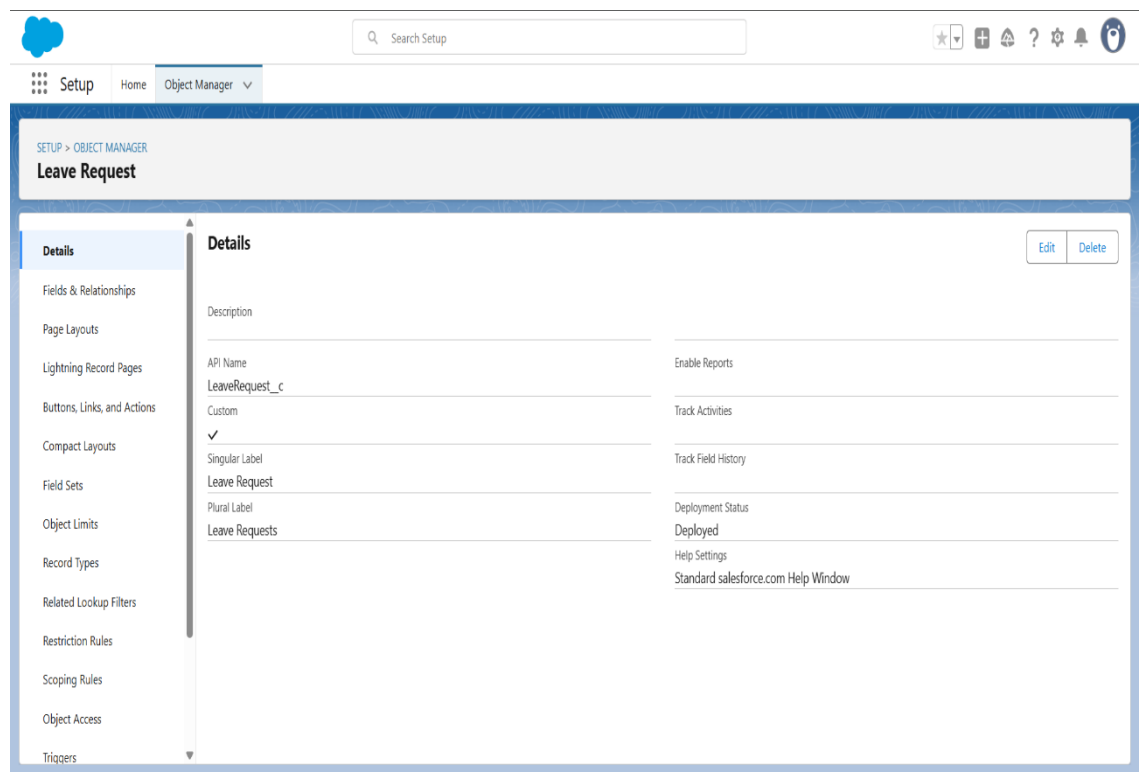 Search Setup
Setup
Home
Object Manager
SETUP > OBJECT MANAGER
Leave Request
Details
Fields & Relationships
Page Layouts
Lightning Record Pages
Buttons, Links, and Actions
Compact Layouts
Field Sets
Object Limits
Record Types
Related Lookup Filters
Restriction Rules
Scoping Rules
Object Access
Triggers
Details
Edit
Delete
Description
API Name
LeaveRequest__c
Custom
Singular Label
Leave Request
Plural Label
Leave Requests
Enable Reports
Track Activities
Track Field History
Deployment Status
Deployed
Help Settings
Standard salesforce.com Help Window